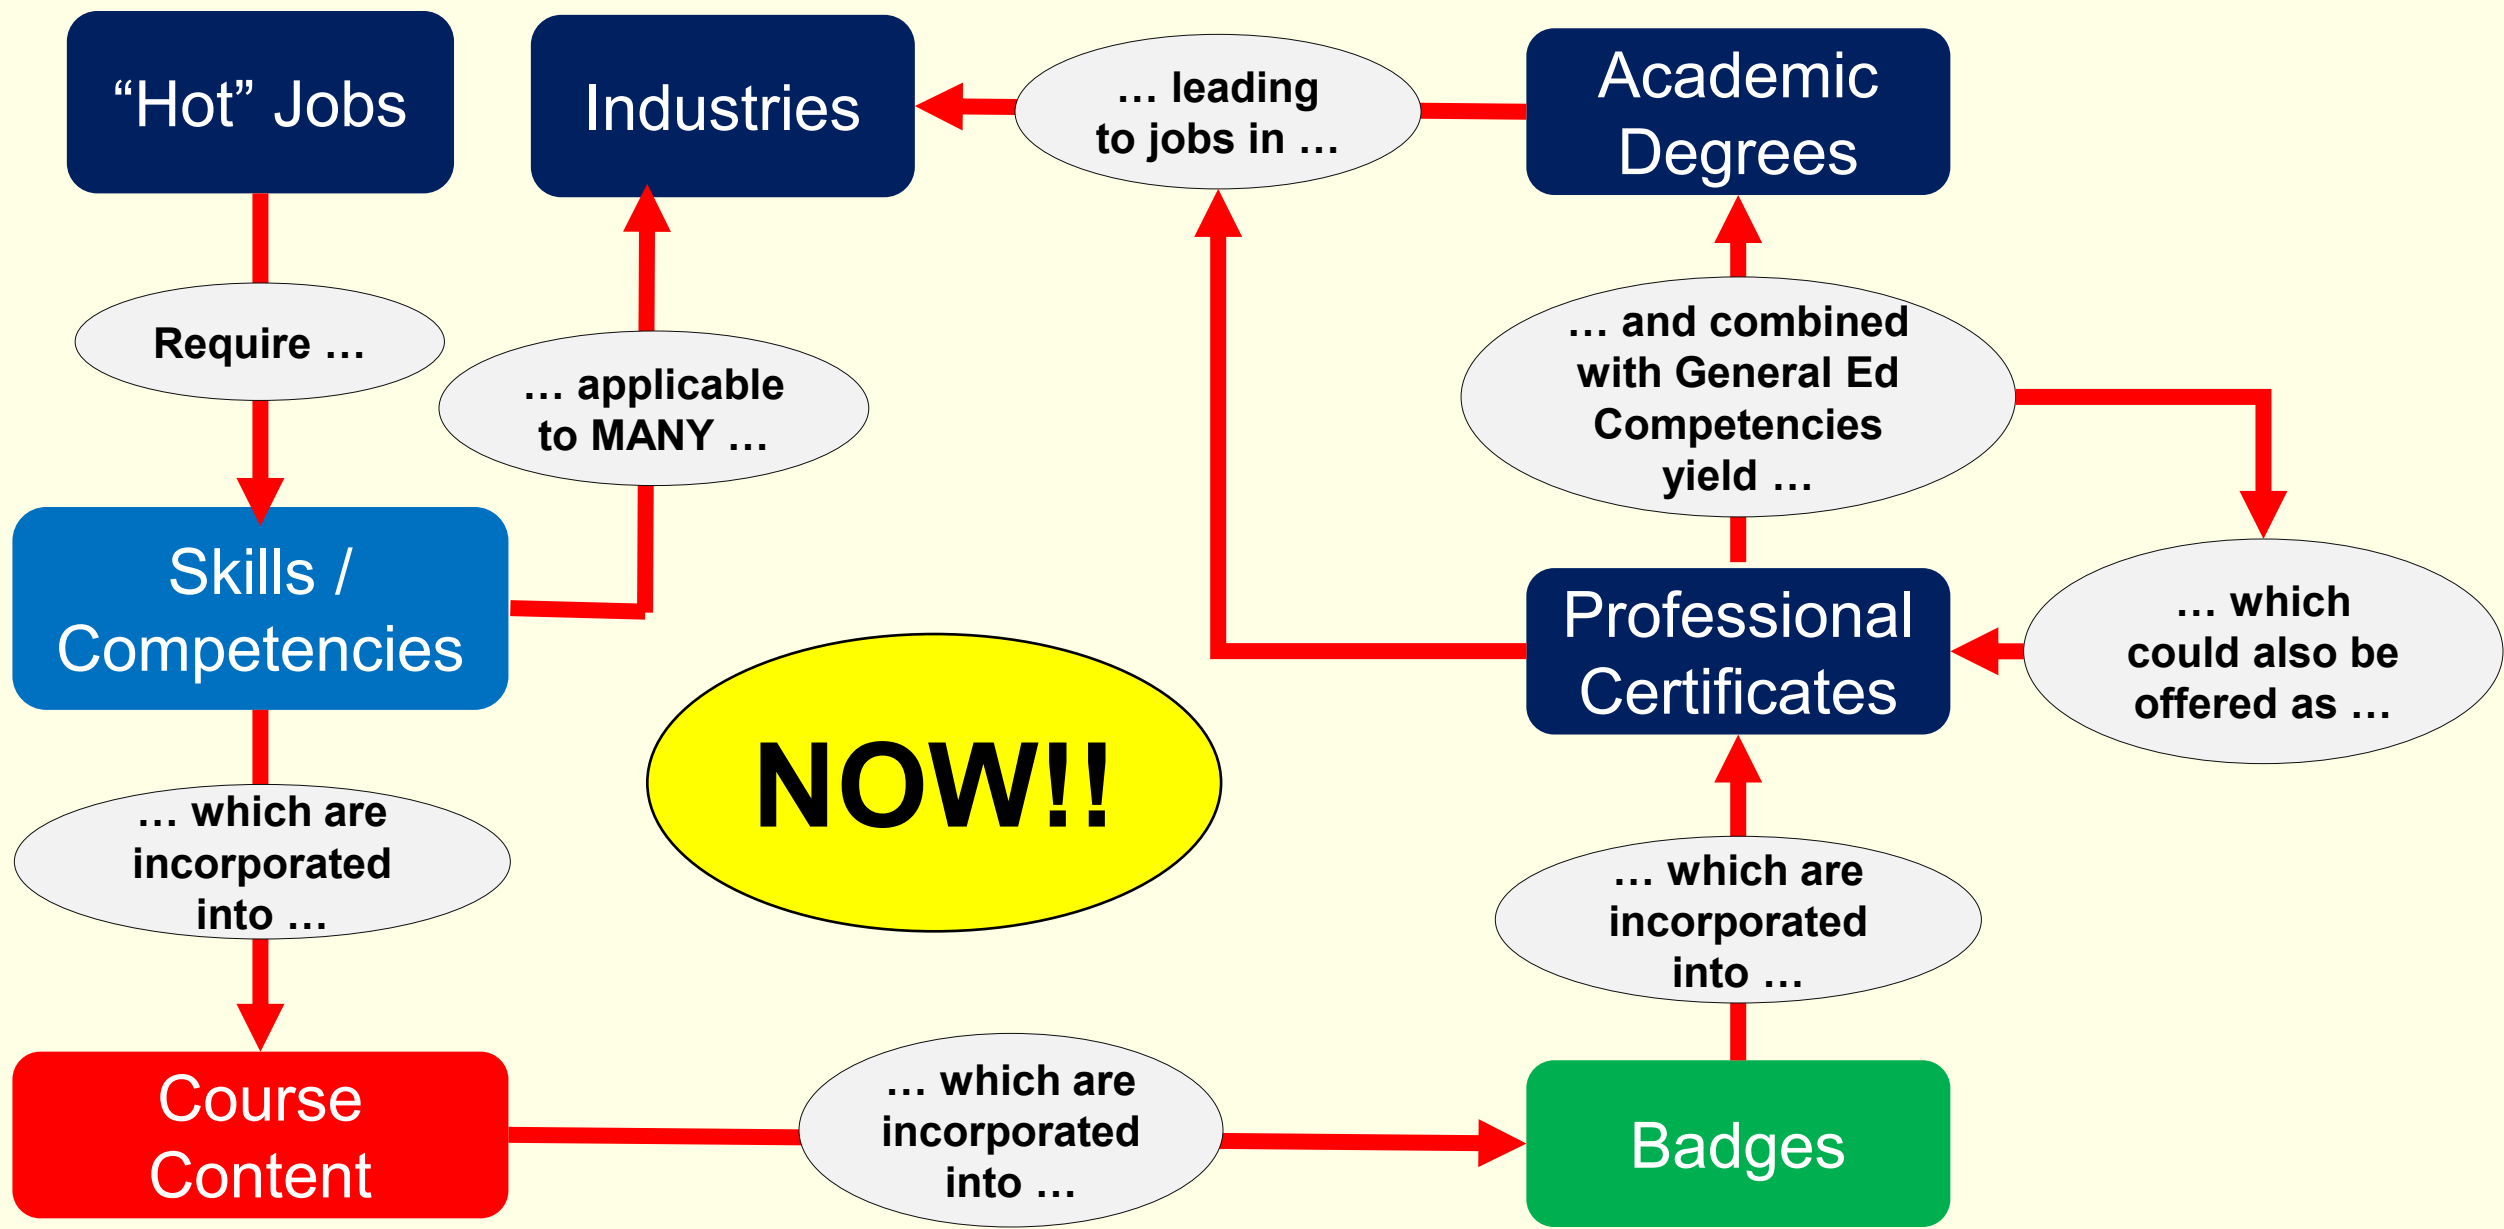 “Hot” Jobs
Industries
… leading
to jobs in …
Academic
Degrees
Require …
… applicable
to MANY …
… and combined
with General Ed
Competencies
yield …
Skills /
Competencies
Professional
Certificates
… which
could also be
offered as …
NOW!!
… which are
incorporated
into …
… which are
incorporated
into …
Course
Content
… which are
incorporated
into …
Badges